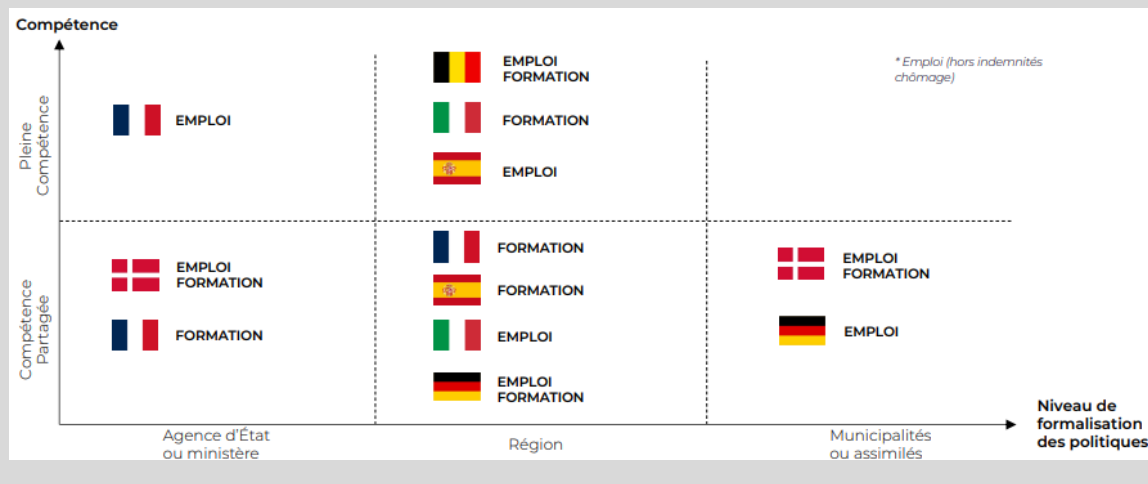 Compétence
Pleine
Compétence
EMPLOI
EMPLOI
FORMATION
FORMATION
EMPLOI
* Emploi (hors indemnités
chômage)
Compétence
Partagée
EMPLOI
FORMATION
FORMATION
FORMATION
FORMATION
EMPLOI
EMPLOI
FORMATION
EMPLOI
FORMATION
EMPLOI
Agence d'État
ou ministère
Région
Municipalités
ou assimilés
Niveau de
formalisation
des politiques